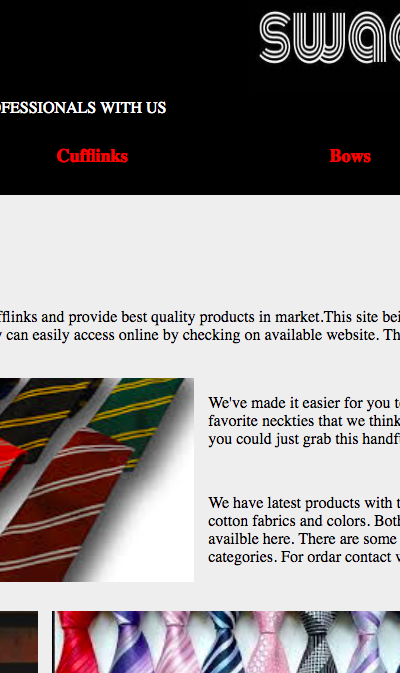 swa
OFESSIONALS WITH US
Cufflinks
Bows
fflinks and provide best quality products in market.This site bei
y can easily access online by checking on available website. Th
We've made it easier for you t
favorite neckties that we think
you could just grab this handf
We have latest products with t
cotton fabrics and colors. Both
availble here. There are some
categories. For ordar contact v